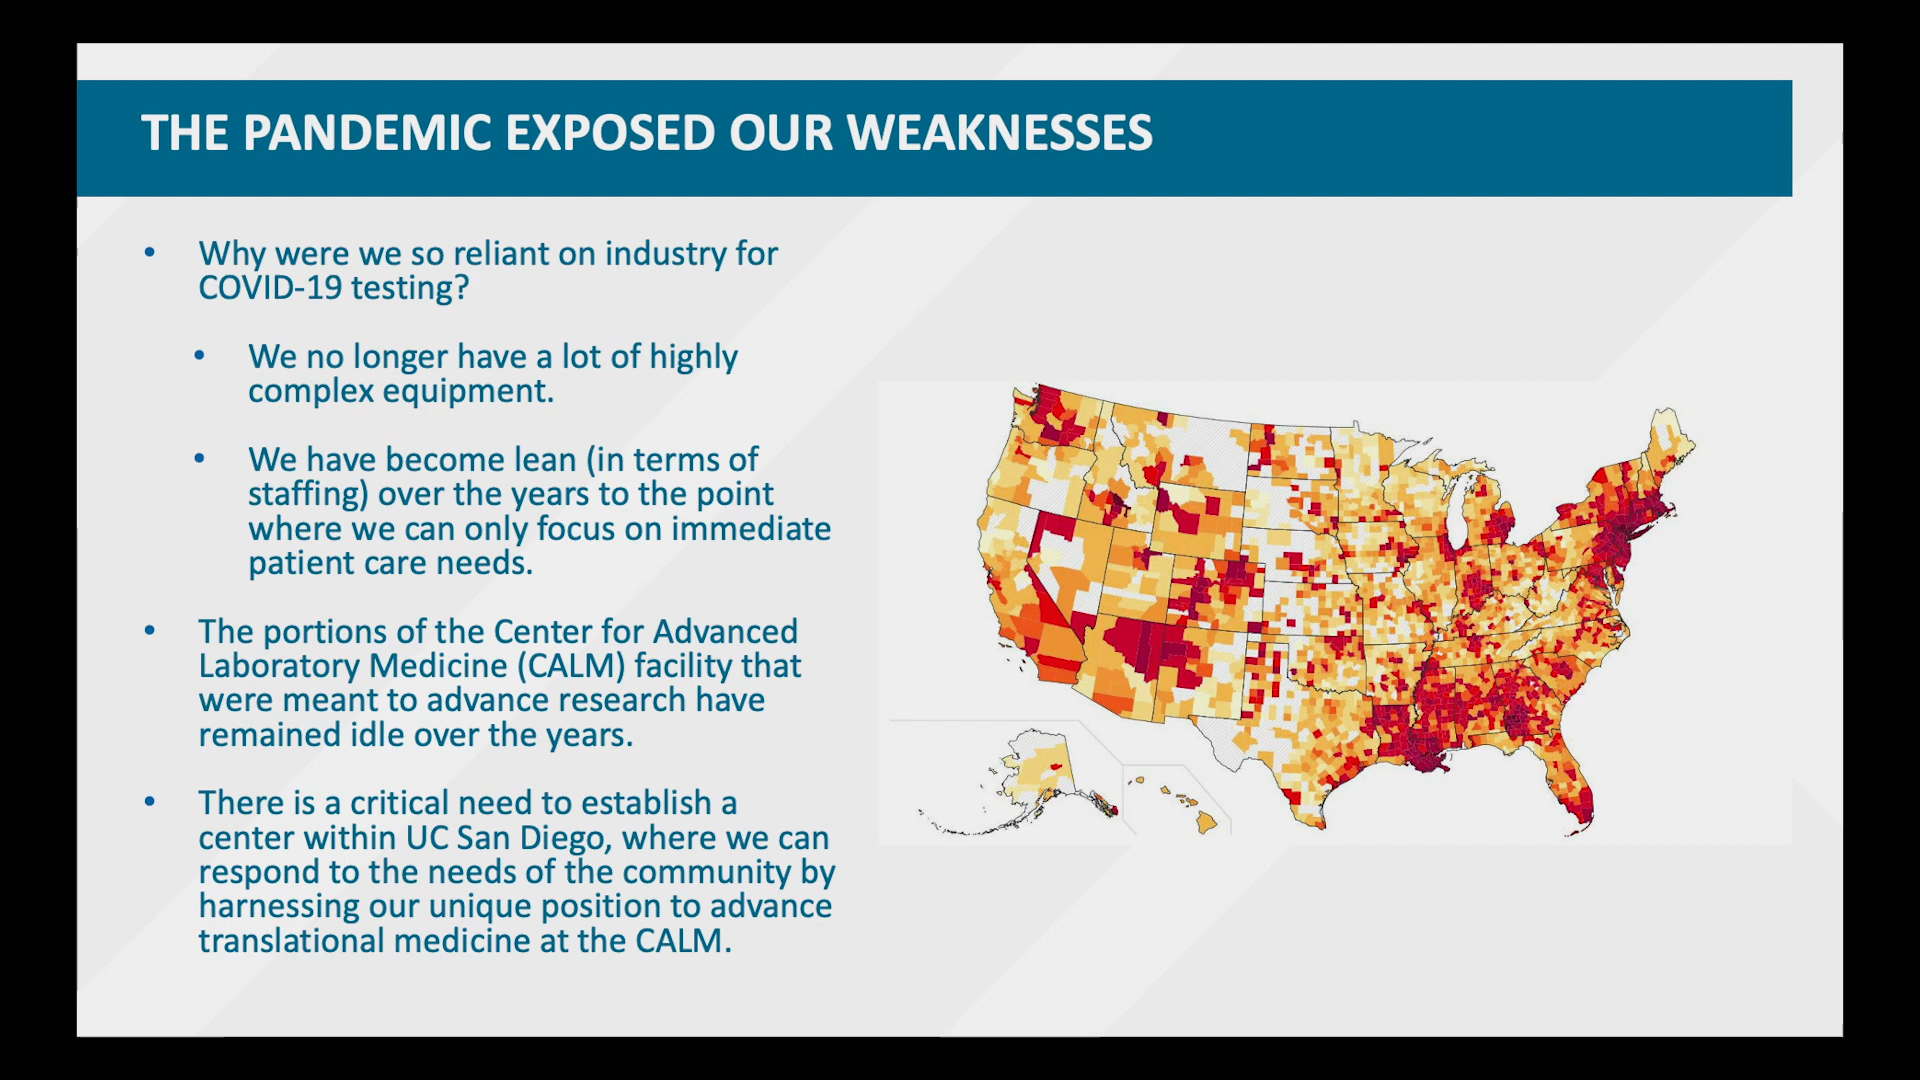 THE PANDEMIC EXPOSED OUR WEAKNESSES
• Why were we so reliant on industry for
COVID-19 testing?
• We no longer have a lot of highly
complex equipment.
• We have become lean (in terms of
staffing) over the years to the point
where we can only focus on immediate
patient care needs.
• The portions of the Center for Advanced
Laboratory Medicine (CALM) facility that
were meant to advance research have
remained idle over the years.
• There is a critical need to establish a
center within UC San Diego, where we can
respond to the needs of the community by
harnessing our unique position to advance
translational medicine at the CALM.